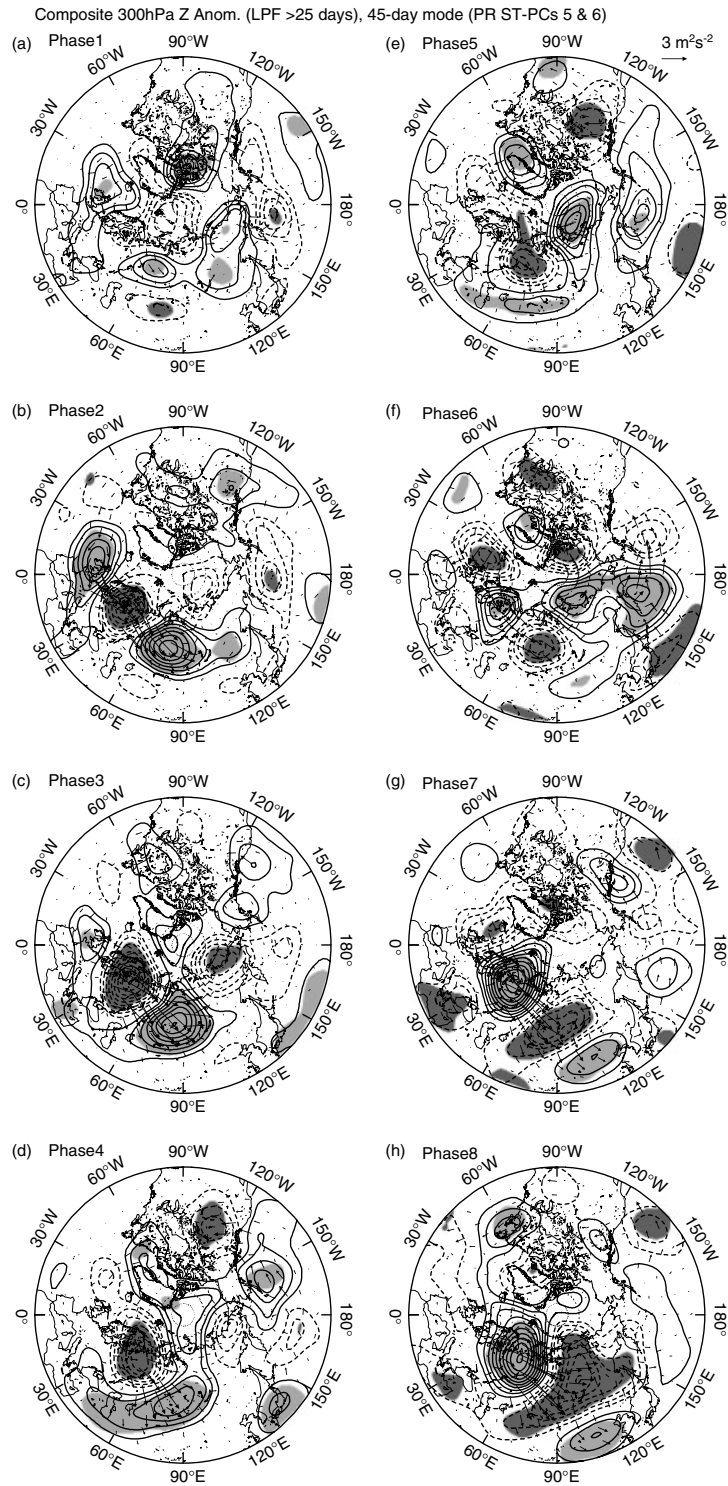 Composite 300hPa Z Anom. (LPF >25 days), 45-day mode (PR ST-PCs 5 & 6)
(a) Phase1
90°W
60°W 120°W
30°W 150°W
0° 180°
30°E 150°E
60°E 120°E
90°E
(e) Phase5
90°W
3 m²s⁻²
60°W 120°W
30°W 150°W
0° 180°
30°E 150°E
60°E 120°E
90°E
(b) Phase2
90°W
60°W 120°W
30°W 150°W
0° 180°
30°E 150°E
60°E 120°E
90°E
(f) Phase6
90°W
60°W 120°W
30°W 150°W
0° 180°
30°E 150°E
60°E 120°E
90°E
(c) Phase3
90°W
60°W 120°W
30°W 150°W
0° 180°
30°E 150°E
60°E 120°E
90°E
(g) Phase7
90°W
60°W 120°W
30°W 150°W
0° 180°
30°E 150°E
60°E 120°E
90°E
(d) Phase4
90°W
60°W 120°W
30°W 150°W
0° 180°
30°E 150°E
60°E 120°E
90°E
(h) Phase8
90°W
60°W 120°W
30°W 150°W
0° 180°
30°E 150°E
60°E 120°E
90°E